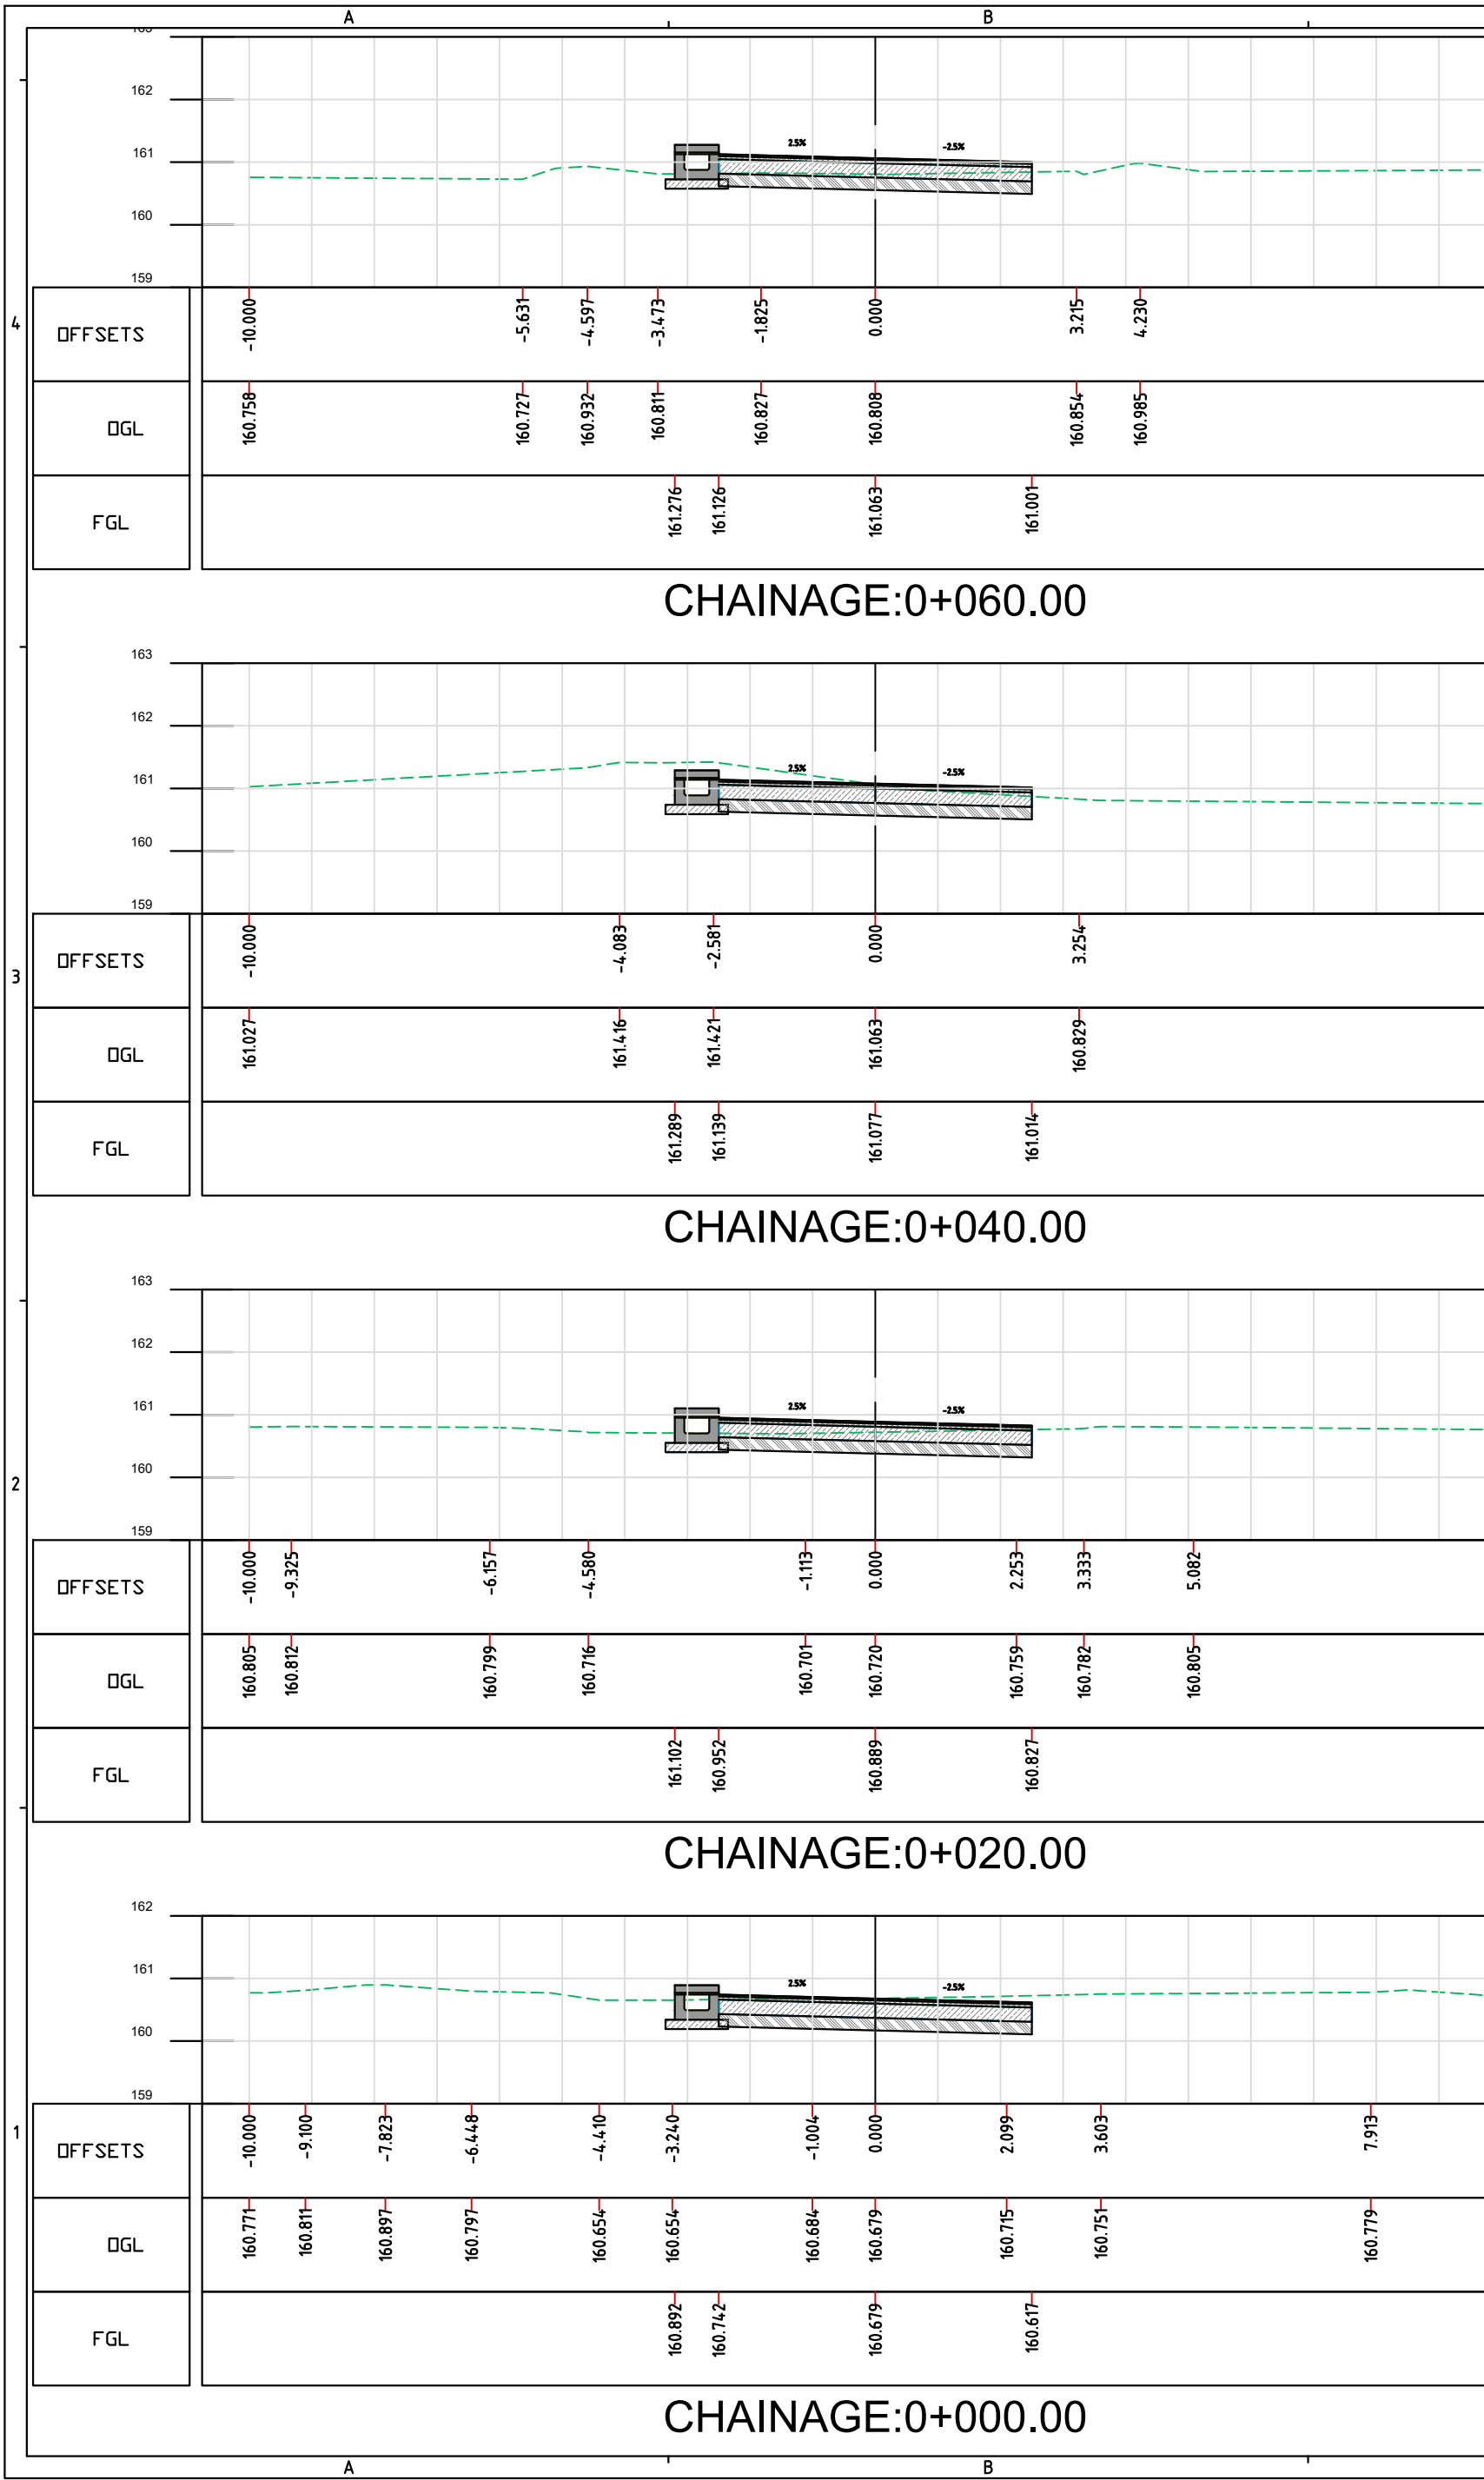 A B
163
162
161
160
159
2.5% -2.5%
4
OFFSETS -10.000 -5.631 -4.597 -3.473 -1.825 0.000 3.215 4.230
OGL 160.758 160.727 160.932 160.811 160.827 160.808 160.854 160.985
FGL 161.276 161.126 161.063 161.001
CHAINAGE:0+060.00
163
162
161
160
159
2.5% -2.5%
3
OFFSETS -10.000 -4.083 -2.581 0.000 3.254
OGL 161.027 161.416 161.421 161.063 160.829
FGL 161.289 161.139 161.077 161.014
CHAINAGE:0+040.00
163
162
161
160
159
2.5% -2.5%
2
OFFSETS -10.000 -9.325 -6.157 -4.580 -1.113 0.000 2.253 3.333 5.082
OGL 160.805 160.812 160.799 160.716 160.701 160.720 160.759 160.782 160.805
FGL 161.102 160.952 160.889 160.827
CHAINAGE:0+020.00
162
161
160
159
2.5% -2.5%
1
OFFSETS -10.000 -9.100 -7.823 -6.448 -4.410 -3.240 -1.004 0.000 2.099 3.603 7.913
OGL 160.771 160.811 160.897 160.797 160.654 160.654 160.684 160.679 160.715 160.751 160.779
FGL 160.892 160.742 160.679 160.617
CHAINAGE:0+000.00
A B